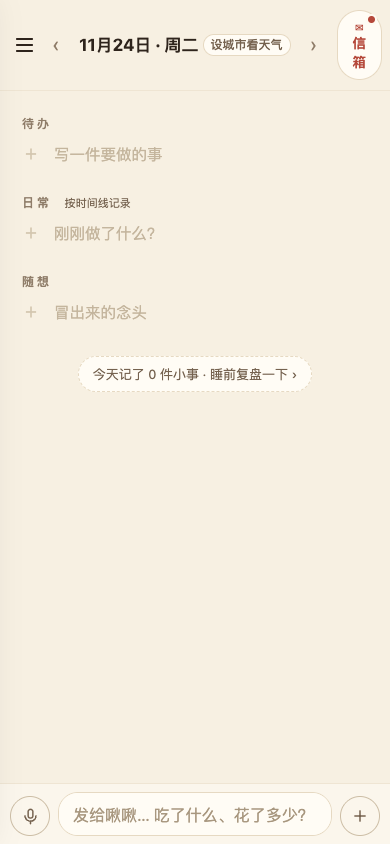 ‹ 11月24日 · 周二 设城市看天气 ›
✉
信
箱
待办
+ 写一件要做的事
日常 按时间线记录
+ 刚刚做了什么?
随想
+ 冒出来的念头
今天记了 0 件小事 · 睡前复盘一下 ›
发给啾啾... 吃了什么、花了多少?